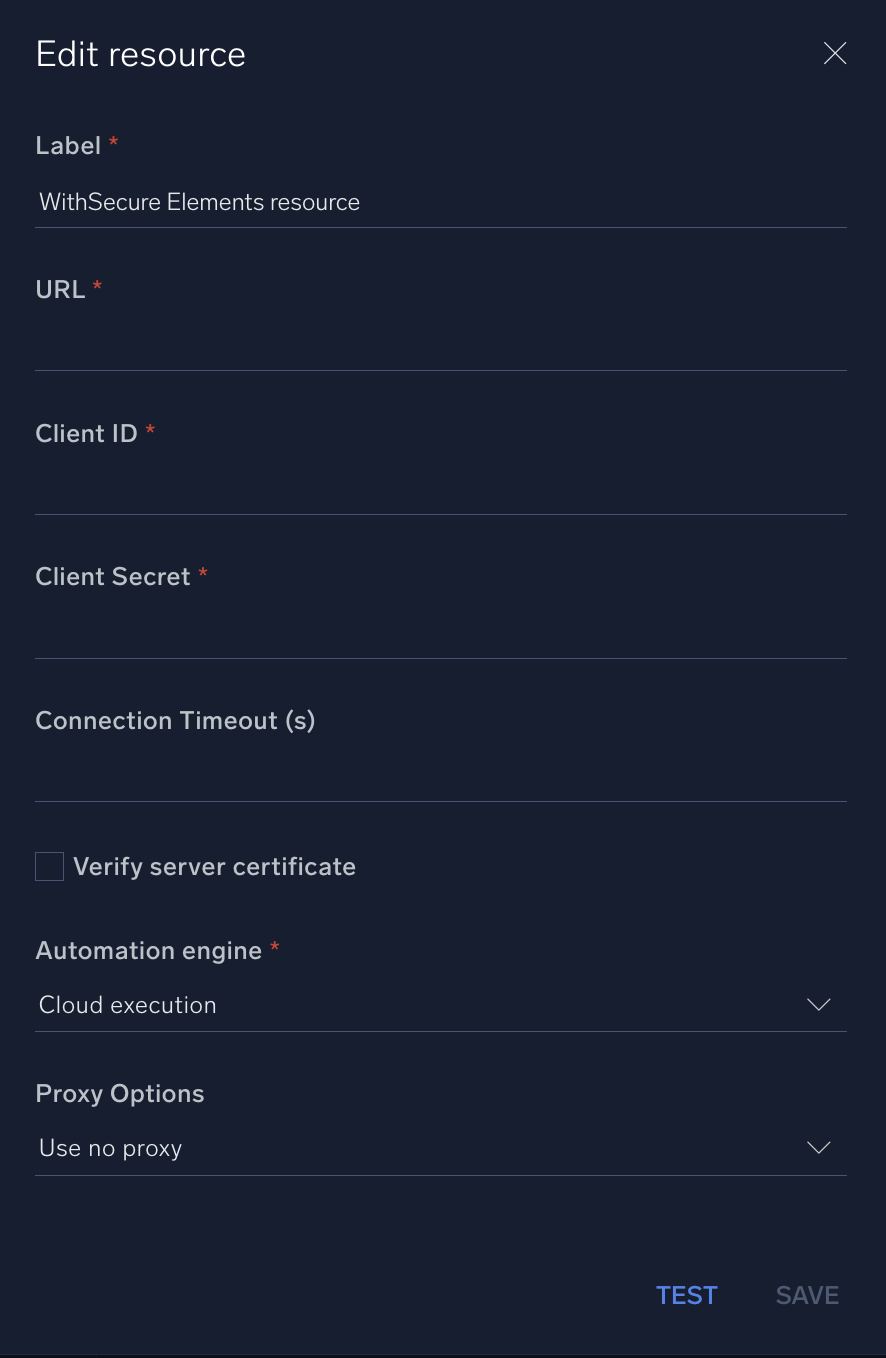 Edit resource
Label *
WithSecure Elements resource
URL *
Client ID *
Client Secret *
Connection Timeout (s)
Verify server certificate
Automation engine *
Cloud execution
Proxy Options
Use no proxy
TEST SAVE